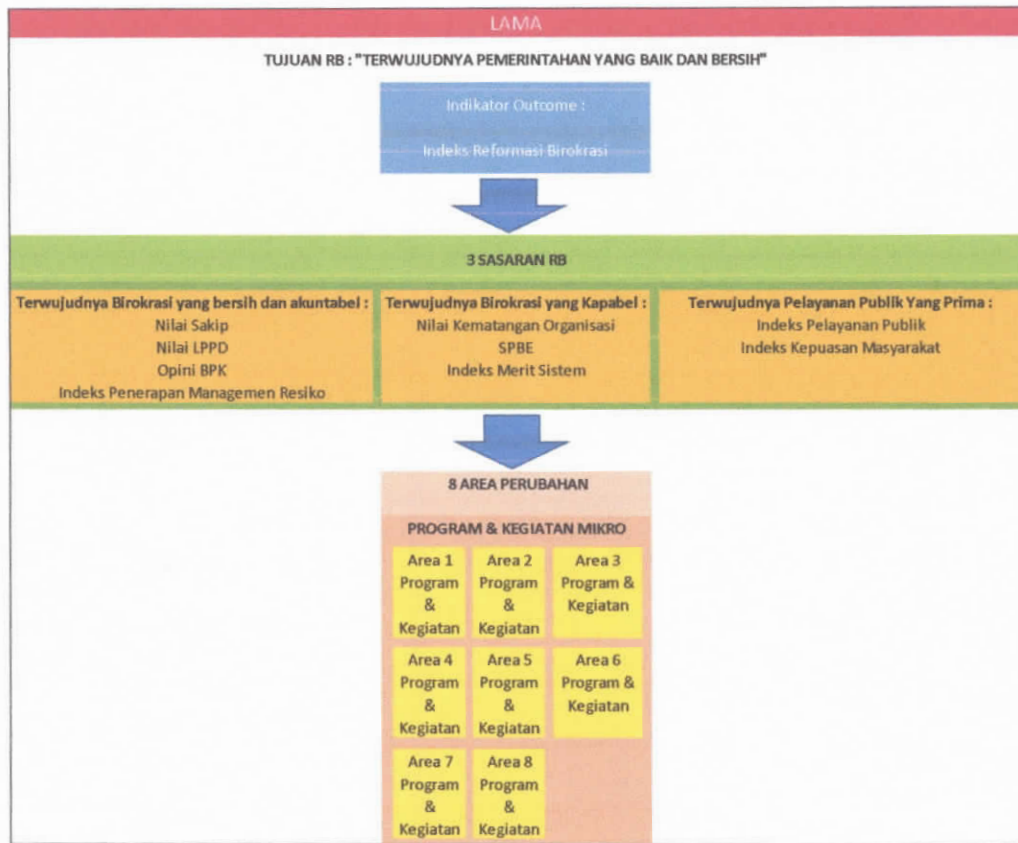 LAMA
TUJUAN RB : "TERWUJUDNYA PEMERINTAHAN YANG BAIK DAN BERSIH"
Indikator Outcome :
Indeks Reformasi Birokrasi
3 SASARAN RB
Terwujudnya Birokrasi yang bersih dan akuntabel :
Nilai Sakip
Nilai LPPD
Opini BPK
Indeks Penerapan Managemen Resiko
Terwujudnya Birokrasi yang Kapabel :
Nilai Kematangan Organisasi
SPBE
Indeks Merit Sistem
Terwujudnya Pelayanan Publik Yang Prima :
Indeks Pelayanan Publik
Indeks Kepuasan Masyarakat
8 AREA PERUBAHAN
PROGRAM & KEGIATAN MIKRO
Area 1
Program
&
Kegiatan
Area 2
Program
&
Kegiatan
Area 3
Program &
Kegiatan
Area 4
Program
&
Kegiatan
Area 5
Program
&
Kegiatan
Area 6
Program &
Kegiatan
Area 7
Program
&
Kegiatan
Area 8
Program
&
Kegiatan